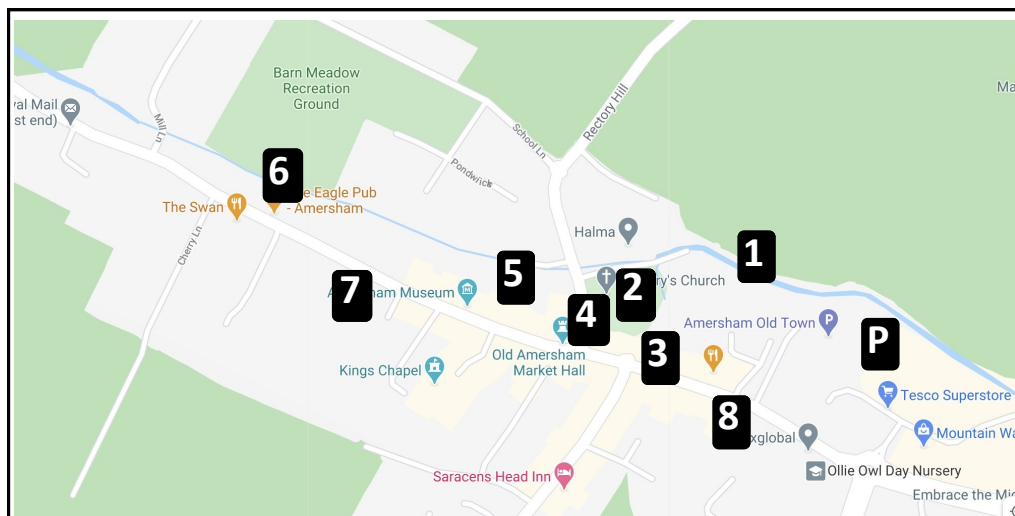 Barn Meadow
Recreation
Ground
Ma
val Mail
st end)
Mill Ln
School Ln
Rectory Hill
Pondwicks
6
The Swan
e Eagle Pub
- Amersham
Cherry Ln
Halma
1
5
2
ry's Church
7
A
ham Museum
4
Amersham Old Town
P
P
3
Old Amersham
Market Hall
Kings Chapel
Tesco Superstore
8
xglobal
Mountain Wa
Saracens Head Inn
Ollie Owl Day Nursery
Embrace the Mi